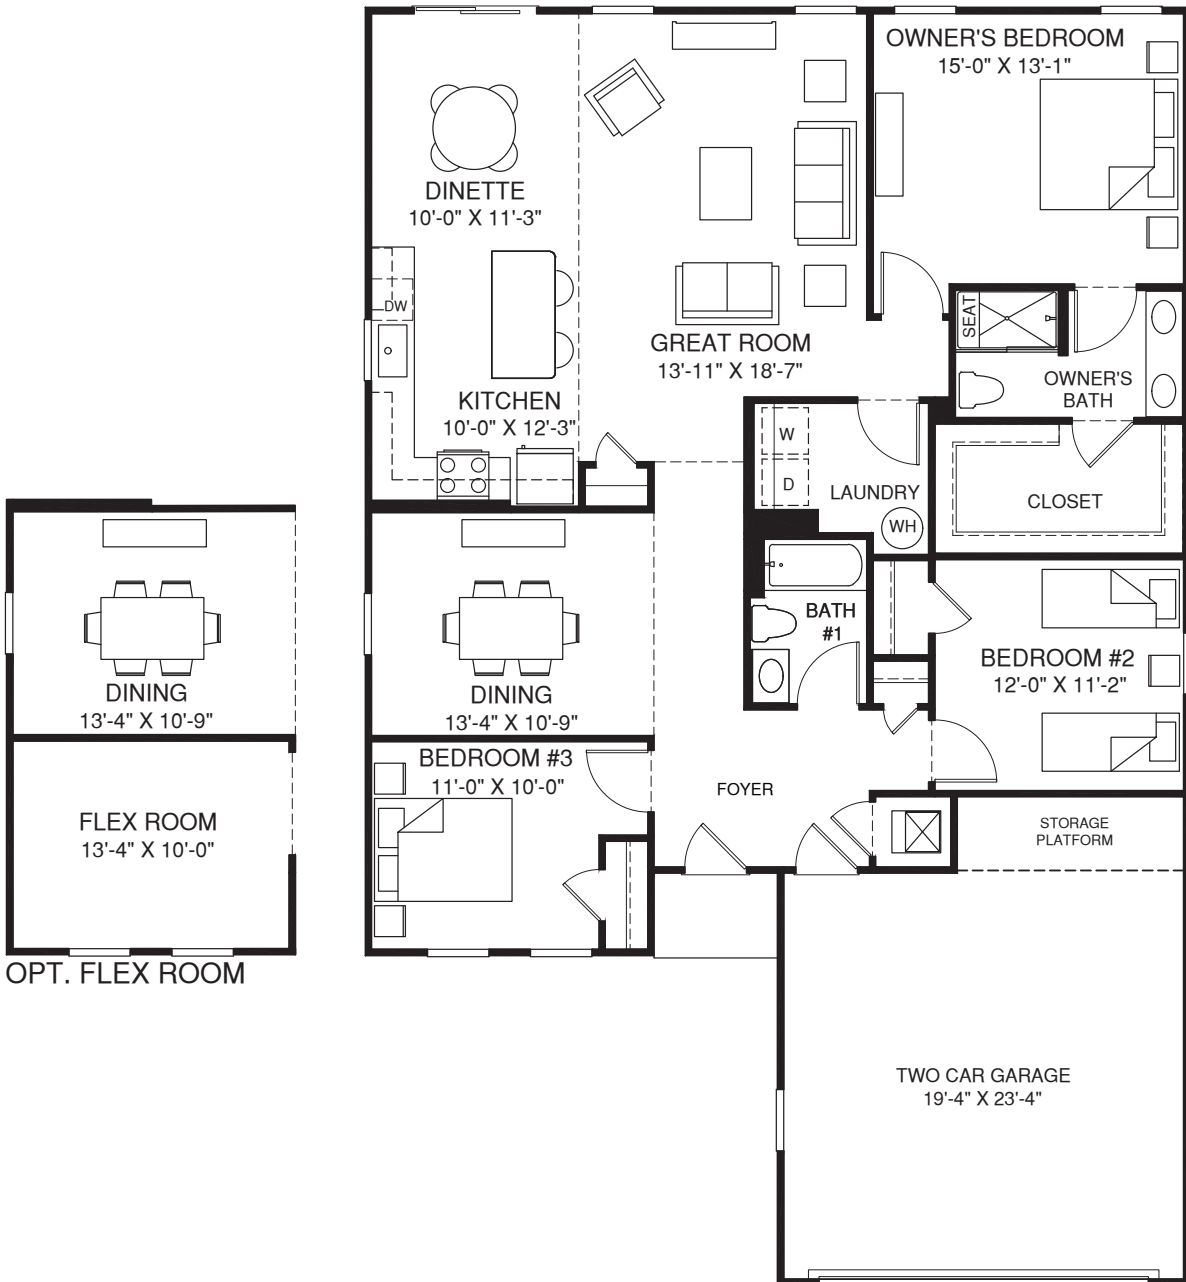 OWNER'S BEDROOM
15'-0" X 13'-1"
DINETTE
10'-0" X 11'-3"
DW
SEAT
GREAT ROOM
13'-11" X 18'-7"
OWNER'S
BATH
KITCHEN
10'-0" X 12'-3"
W
D
LAUNDRY
WH
CLOSET
BATH
#1
BEDROOM #2
12'-0" X 11'-2"
DINING
13'-4" X 10'-9"
DINING
13'-4" X 10'-9"
BEDROOM #3
11'-0" X 10'-0"
FOYER
FLEX ROOM
13'-4" X 10'-0"
STORAGE
PLATFORM
OPT. FLEX ROOM
TWO CAR GARAGE
19'-4" X 23'-4"